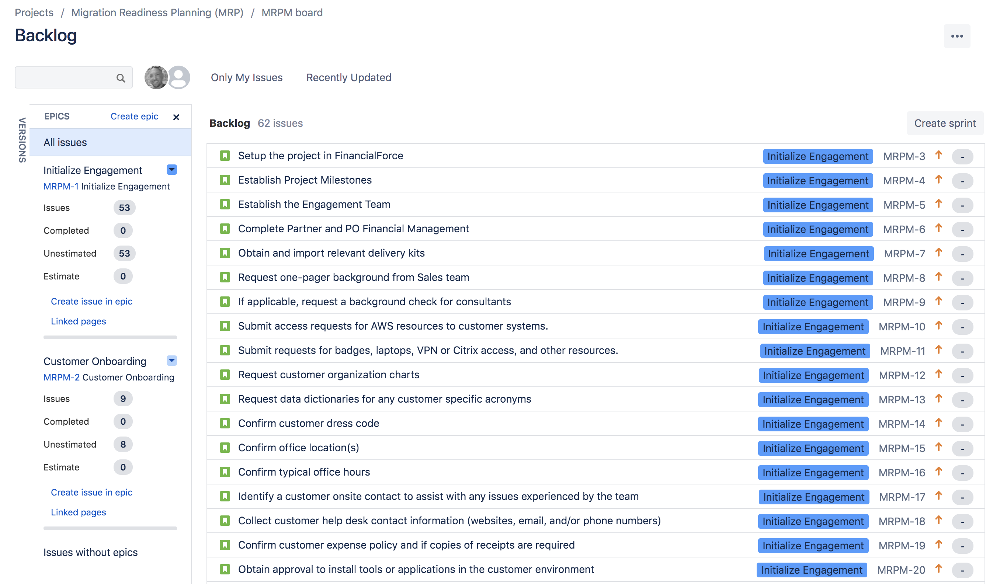 Projects / Migration Readiness Planning (MRP) / MRPM board
Backlog
•••
Only My Issues Recently Updated
VERSIONS
EPICS Create epic ×
All issues
Initialize Engagement
MRPM-1 Initialize Engagement
Issues 53
Completed 0
Unestimated 53
Estimate 0
Create issue in epic
Linked pages
Customer Onboarding
MRPM-2 Customer Onboarding
Issues 9
Completed 0
Unestimated 8
Estimate 0
Create issue in epic
Linked pages
Issues without epics
Backlog 62 issues Create sprint
Setup the project in FinancialForce Initialize Engagement MRPM-3 -
Establish Project Milestones Initialize Engagement MRPM-4 -
Establish the Engagement Team Initialize Engagement MRPM-5 -
Complete Partner and PO Financial Management Initialize Engagement MRPM-6 -
Obtain and import relevant delivery kits Initialize Engagement MRPM-7 -
Request one-pager background from Sales team Initialize Engagement MRPM-8 -
If applicable, request a background check for consultants Initialize Engagement MRPM-9 -
Submit access requests for AWS resources to customer systems. Initialize Engagement MRPM-10 -
Submit requests for badges, laptops, VPN or Citrix access, and other resources. Initialize Engagement MRPM-11 -
Request customer organization charts Initialize Engagement MRPM-12 -
Request data dictionaries for any customer specific acronyms Initialize Engagement MRPM-13 -
Confirm customer dress code Initialize Engagement MRPM-14 -
Confirm office location(s) Initialize Engagement MRPM-15 -
Confirm typical office hours Initialize Engagement MRPM-16 -
Identify a customer onsite contact to assist with any issues experienced by the team Initialize Engagement MRPM-17 -
Collect customer help desk contact information (websites, email, and/or phone numbers) Initialize Engagement MRPM-18 -
Confirm customer expense policy and if copies of receipts are required Initialize Engagement MRPM-19 -
Obtain approval to install tools or applications in the customer environment Initialize Engagement MRPM-20 -